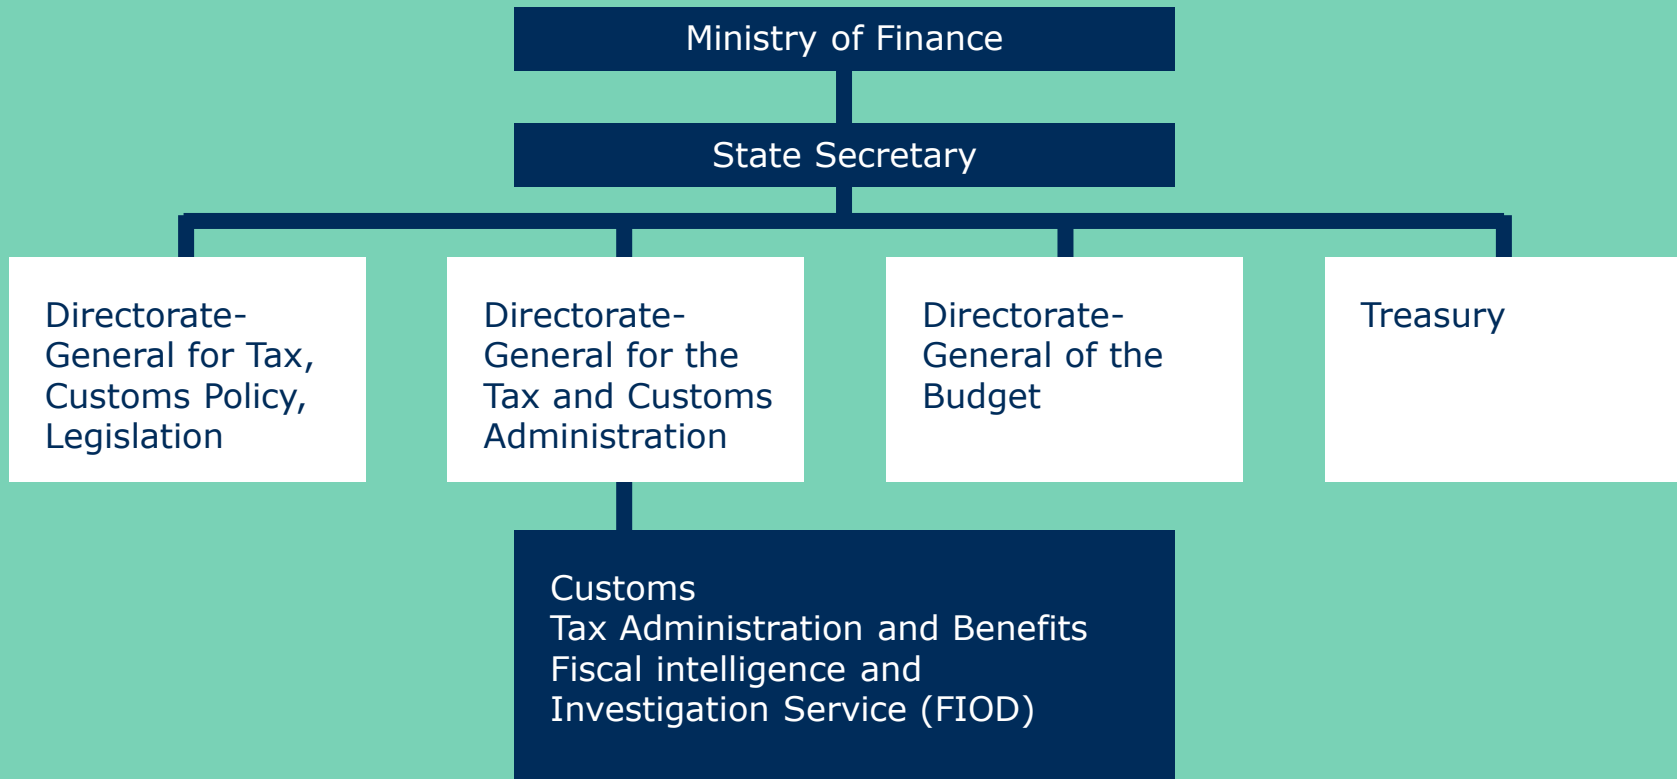 Ministry of Finance
State Secretary
Directorate-
General for Tax,
Customs Policy,
Legislation
Directorate-
General for the
Tax and Customs
Administration
Directorate-
General of the
Budget
Treasury
Customs
Tax Administration and Benefits
Fiscal intelligence and
Investigation Service (FIOD)